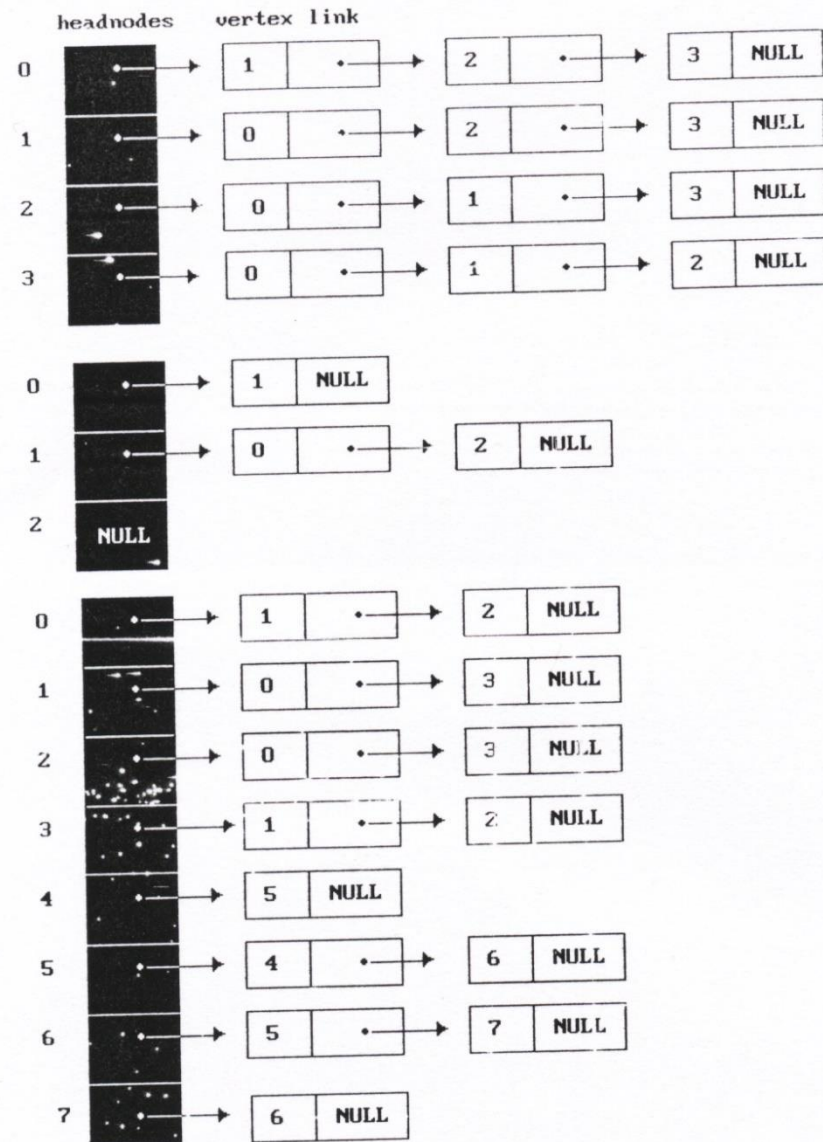 headnodes vertex link
0 1 2 3 NULL
1 0 2 3 NULL
2 0 1 3 NULL
3 0 1 2 NULL
0 1 NULL
1 0 2 NULL
2 NULL
0 1 2 NULL
1 0 3 NULL
2 0 3 NULL
3 1 2 NULL
4 5 NULL
5 4 6 NULL
6 5 7 NULL
7 6 NULL